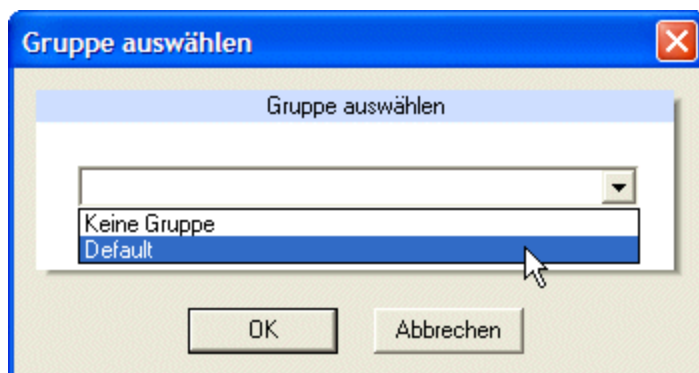 Gruppe auswählen
Gruppe auswählen
Keine Gruppe
Default
OK
Abbrechen